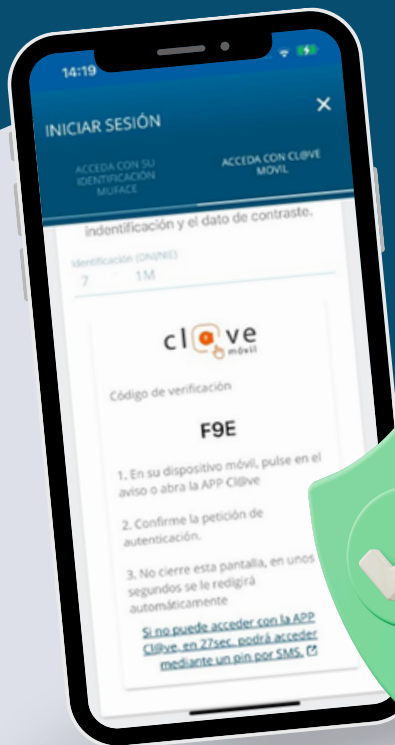 14:19
INICIAR SESIÓN
×
ACCEDA CON SU
IDENTIFICACIÓN
MUFACE
ACCEDA CON CL@VE
MOVIL
indentificación y el dato de contraste.
Identificación (DNI/NIE)
7 1M
cl@ve
móvil
Código de verificación
F9E
1. En su dispositivo móvil, pulse en el
aviso o abra la APP Cl@ve
2. Confirme la petición de
autenticación.
3. No cierre esta pantalla, en unos
segundos se le redigirá
automáticamente
Si no puede acceder con la APP
Cl@ve, en 27sec. podrá acceder
mediante un pin por SMS.